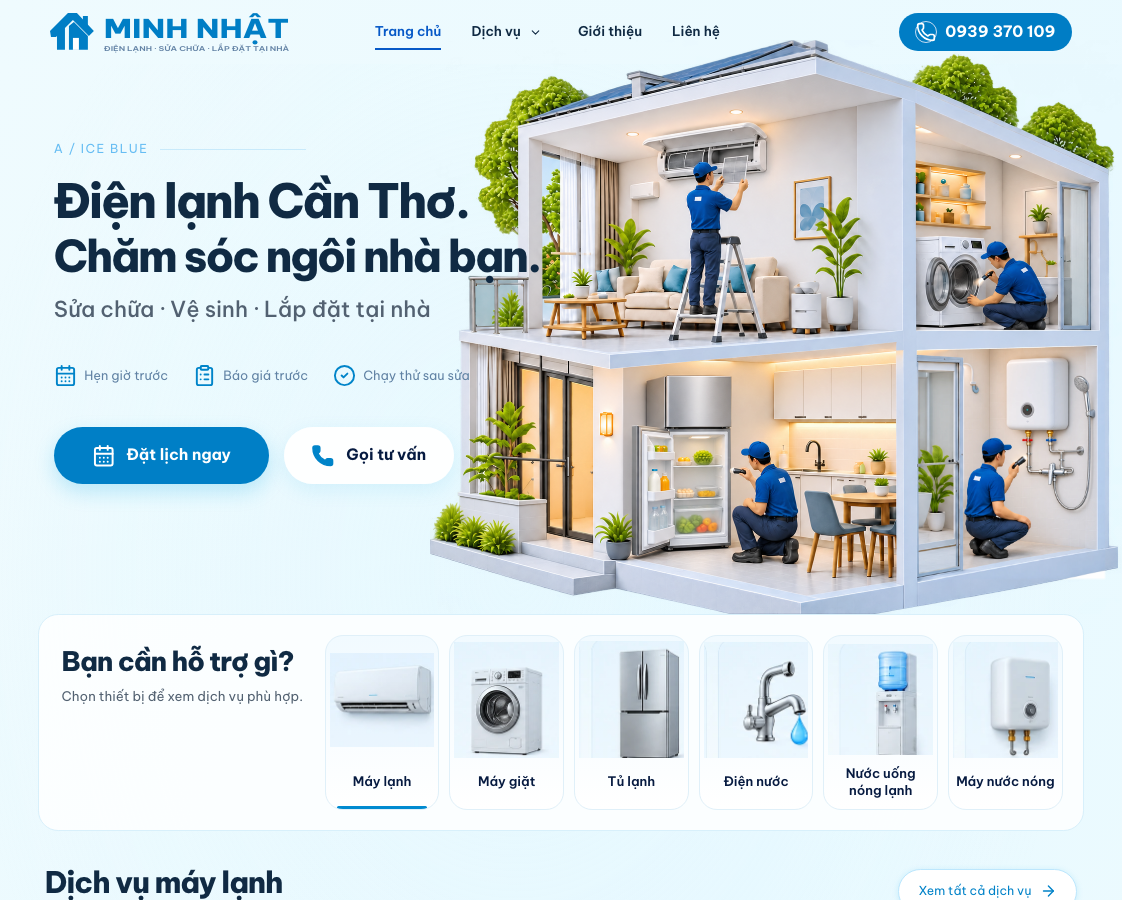 MINH NHẬT
ĐIỆN LẠNH · SỬA CHỮA · LẮP ĐẶT TẠI NHÀ
Trang chủ
Dịch vụ
Giới thiệu
Liên hệ
0939 370 109
A / ICE BLUE
Điện lạnh Cần Thơ.
Chăm sóc ngôi nhà bạn.
Sửa chữa · Vệ sinh · Lắp đặt tại nhà
Hẹn giờ trước
Báo giá trước
Chạy thử sau sửa
Đặt lịch ngay
Gọi tư vấn
Bạn cần hỗ trợ gì?
Chọn thiết bị để xem dịch vụ phù hợp.
Máy lạnh
Máy giặt
Tủ lạnh
Điện nước
Nước uống
nóng lạnh
Máy nước nóng
Dịch vụ máy lạnh
Xem tất cả dịch vụ